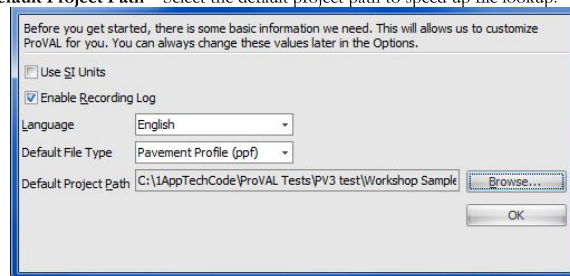 Default Project Path – Select the default project path to speed up file lookup.
Before you get started, there is some basic information we need. This will allows us to customize
ProVAL for you. You can always change these values later in the Options.
Use SI Units
Enable Recording Log
Language English
Default File Type Pavement Profile (ppf)
Default Project Path C:\1AppTechCode\ProVAL Tests\PV3 test\Workshop Sample Browse...
OK